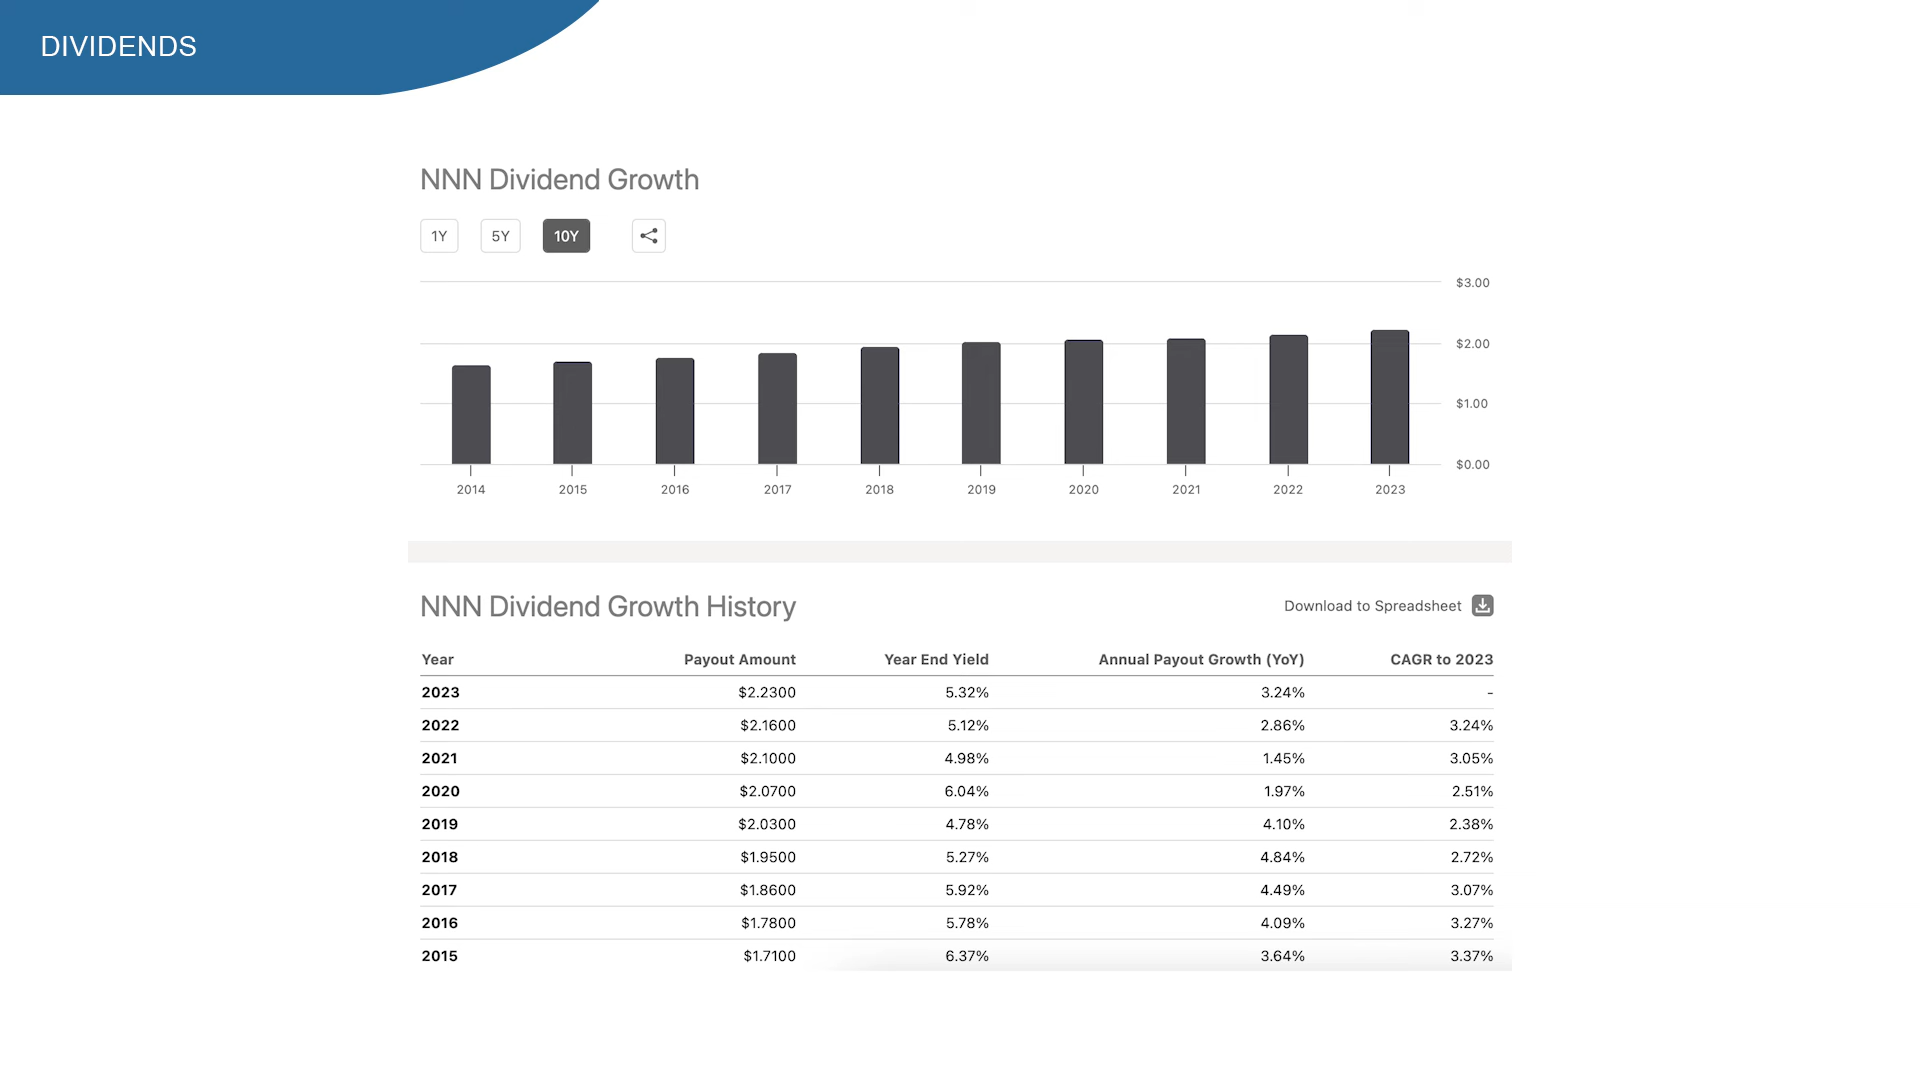 DIVIDENDS
NNN Dividend Growth
1Y 5Y 10Y
$3.00
$2.00
$1.00
$0.00
2014 2015 2016 2017 2018 2019 2020 2021 2022 2023
NNN Dividend Growth History
Download to Spreadsheet
Year Payout Amount Year End Yield Annual Payout Growth (YoY) CAGR to 2023
2023 $2.2300 5.32% 3.24% -
2022 $2.1600 5.12% 2.86% 3.24%
2021 $2.1000 4.98% 1.45% 3.05%
2020 $2.0700 6.04% 1.97% 2.51%
2019 $2.0300 4.78% 4.10% 2.38%
2018 $1.9500 5.27% 4.84% 2.72%
2017 $1.8600 5.92% 4.49% 3.07%
2016 $1.7800 5.78% 4.09% 3.27%
2015 $1.7100 6.37% 3.64% 3.37%